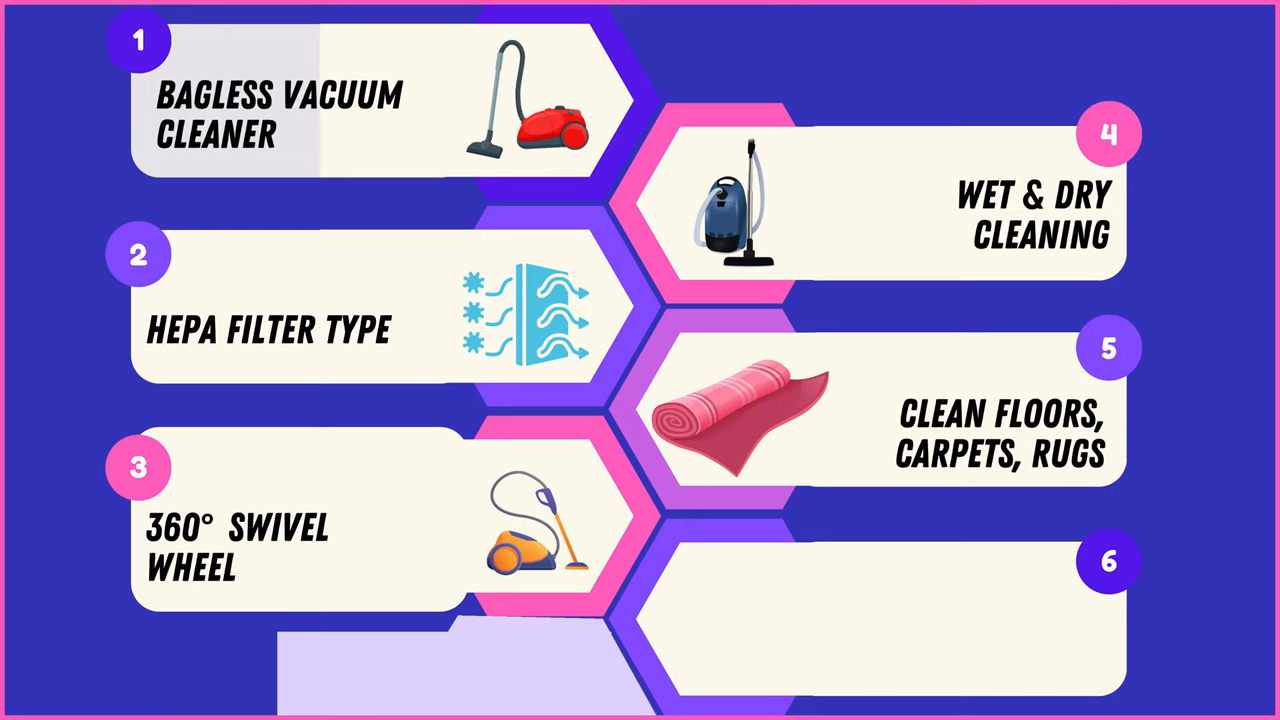 1
BAGLESS VACUUM
CLEANER
2
HEPA FILTER TYPE
3
360° SWIVEL
WHEEL
4
WET & DRY
CLEANING
5
CLEAN FLOORS,
CARPETS, RUGS
6